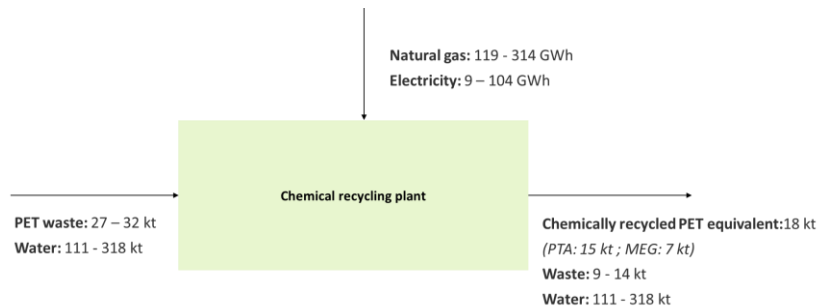 Natural gas: 119 - 314 GWh
Electricity: 9 – 104 GWh
Chemical recycling plant
PET waste: 27 – 32 kt
Water: 111 - 318 kt
Chemically recycled PET equivalent:18 kt
(PTA: 15 kt ; MEG: 7 kt)
Waste: 9 - 14 kt
Water: 111 - 318 kt